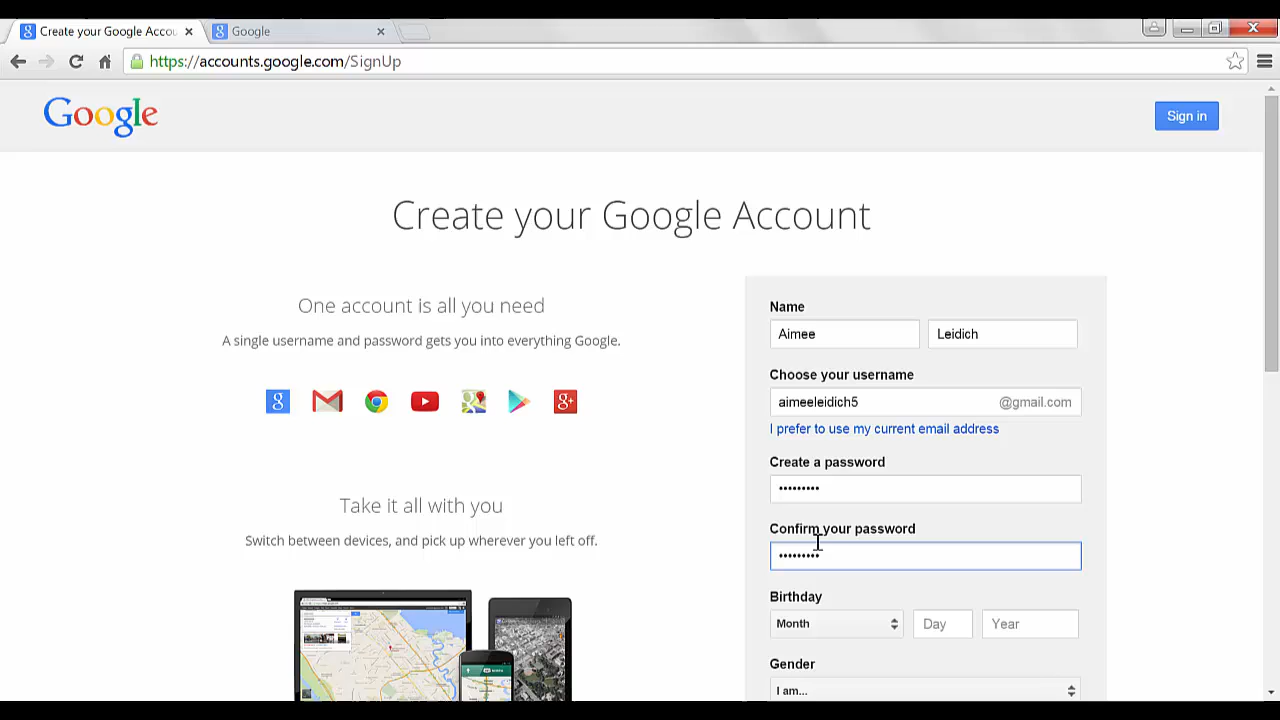 Create your Google Accou
Google
https://accounts.google.com/SignUp
Google
Sign in
Create your Google Account
One account is all you need
A single username and password gets you into everything Google.
Take it all with you
Switch between devices, and pick up wherever you left off.
Name
Aimee
Leidich
Choose your username
aimeeleidich5
@gmail.com
I prefer to use my current email address
Create a password
•••••••••
Confirm your password
•••••••••
Birthday
Month
Day
Year
Gender
I am...